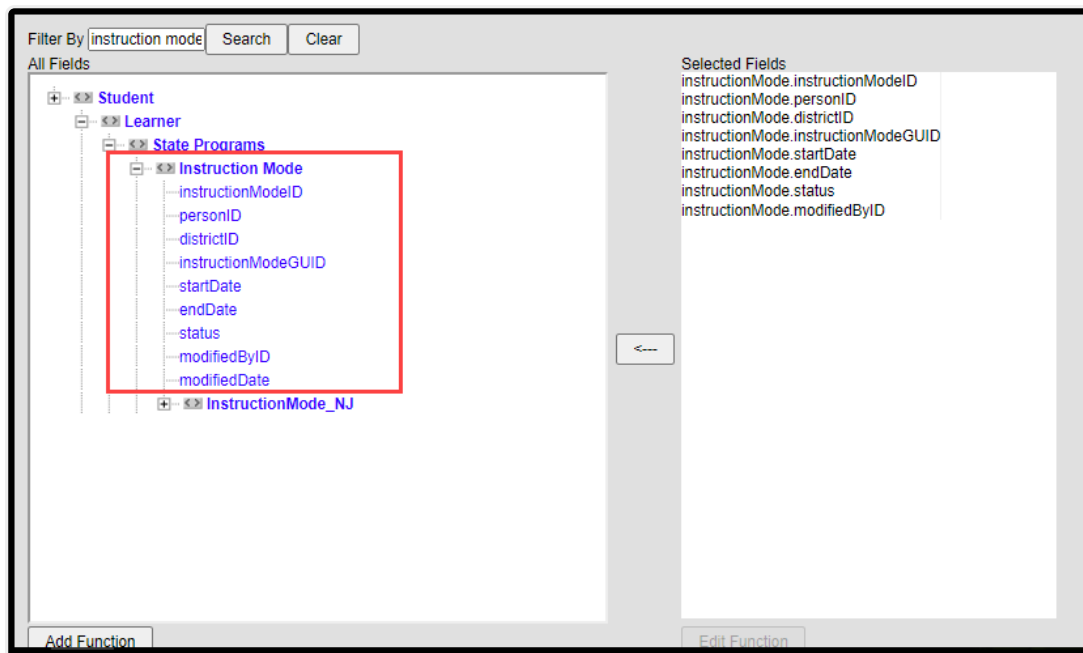 Filter By instruction mode Search Clear
All Fields
Student
Learner
State Programs
Instruction Mode
instructionModeID
personID
districtID
instructionModeGUID
startDate
endDate
status
modifiedByID
modifiedDate
InstructionMode_NJ
Add Function
<---
Selected Fields
instructionMode.instructionModeID
instructionMode.personID
instructionMode.districtID
instructionMode.instructionModeGUID
instructionMode.startDate
instructionMode.endDate
instructionMode.status
instructionMode.modifiedByID
Edit Function